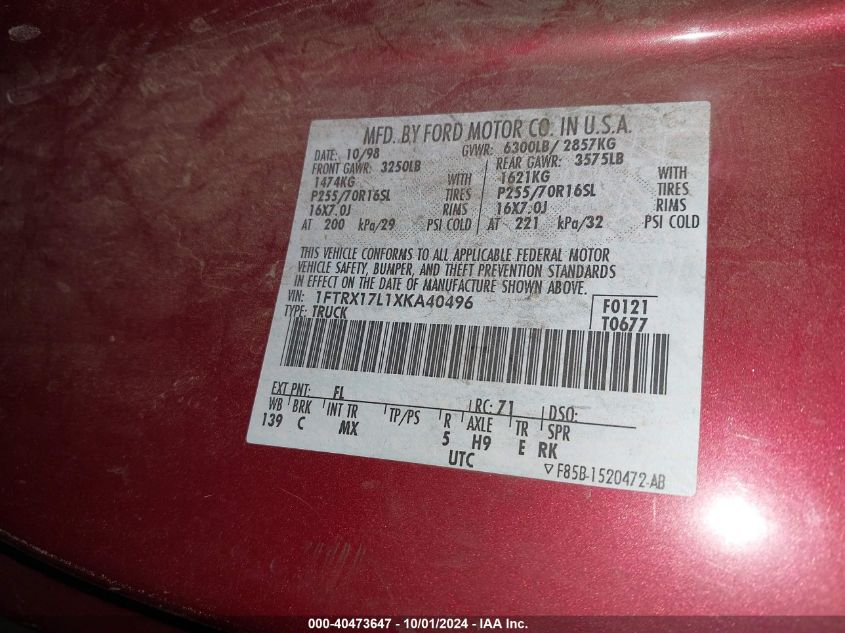 MFD. BY FORD MOTOR CO. IN U.S.A.
DATE: 10/98 GVWR: 6300LB/ 2857KG
FRONT GAWR: 3250LB REAR GAWR: 3575LB
1474KG WITH 1621KG WITH
P255/70R16SL TIRES P255/70R16SL TIRES
16X7.0J RIMS 16X7.0J RIMS
AT 200 kPa/29 PSI COLD AT 221 kPa/32 PSI COLD
THIS VEHICLE CONFORMS TO ALL APPLICABLE FEDERAL MOTOR
VEHICLE SAFETY, BUMPER, AND THEFT PREVENTION STANDARDS
IN EFFECT ON THE DATE OF MANUFACTURE SHOWN ABOVE.
VIN: 1FTRX17L1XKA40496 F0121
TYPE: TRUCK T0677
EXT PNT: FL RC: 71 DSO:
WB BRK INT TR TP/PS R AXLE TR SPR
139 C MX 5 H9 E RK
UTC
▽ F85B-1520472-AB
000-40473647 - 10/01/2024 - IAA Inc.